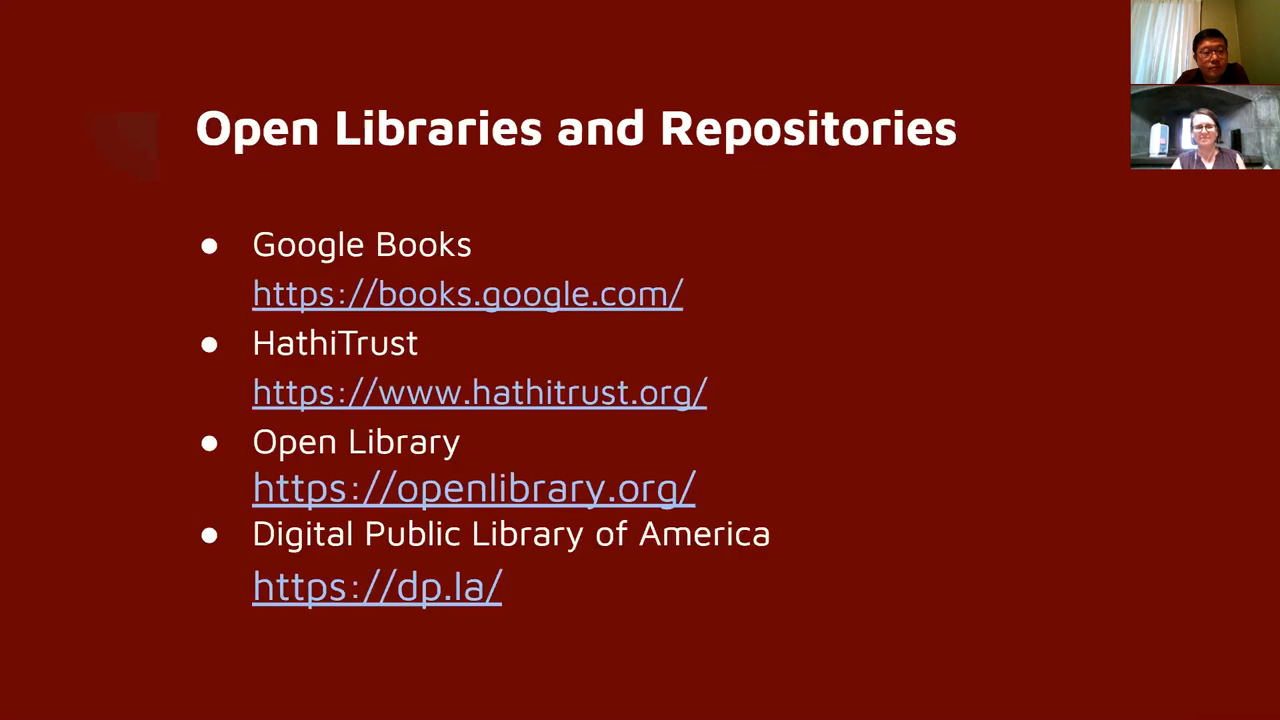 Open Libraries and Repositories
● Google Books
https://books.google.com/
● HathiTrust
https://www.hathitrust.org/
● Open Library
https://openlibrary.org/
● Digital Public Library of America
https://dp.la/